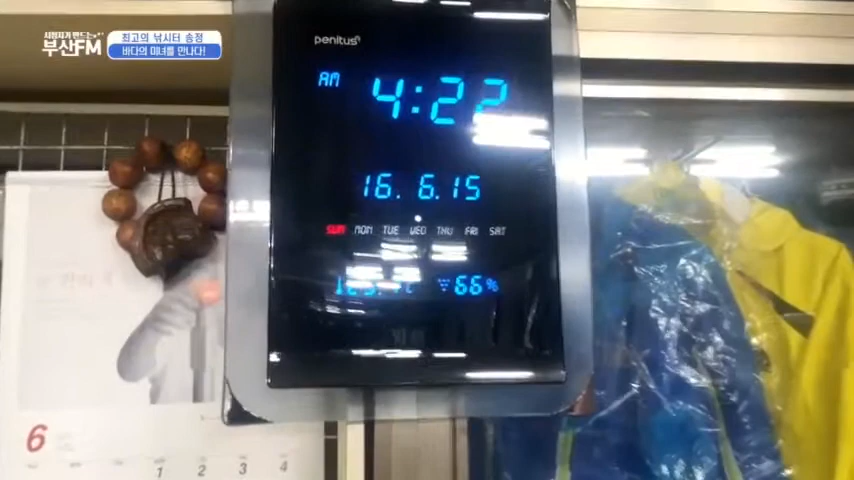 시청자가 만드는
부산FM
최고의 낚시터 송정
바다의 미녀를 만나다!
penitus
AM 4:22
16. 6.15
SUN MON TUE WED THU FRI SAT
66%
6
1 2 3 4